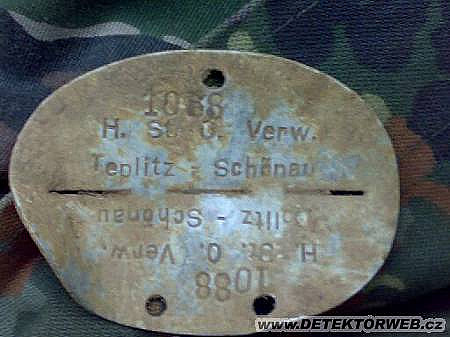 1088
H. St. O. Verw.
Teplitz - Schönau
Teplitz - Schönau
H. St. O. Verw.
1088
WWW.DETEKTORWEB.CZ